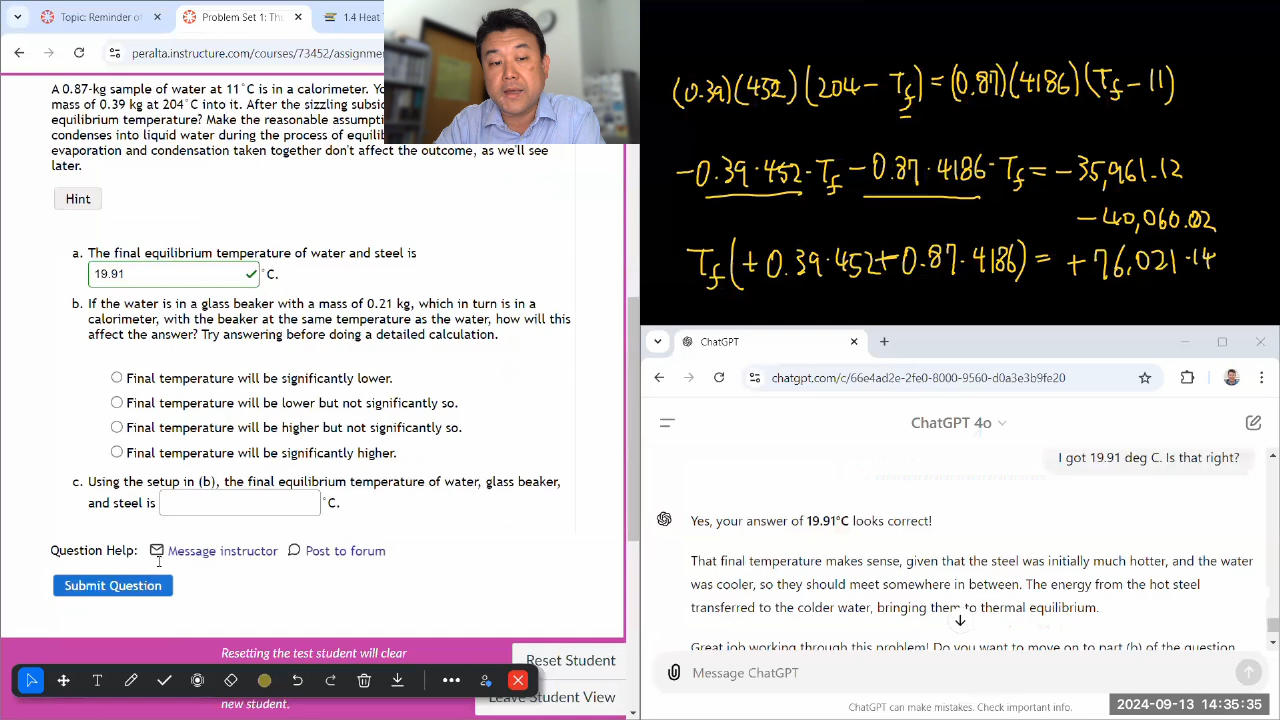 Topic: Reminder of
Problem Set 1:
1.4 Heat
peralta.instructure.com/courses/73452/assignme
A 0.87-kg sample of water at 11°C is in a calorimeter. Yo
mass of 0.39 kg at 204°C into it. After the sizzling subsid
equilibrium temperature? Make the reasonable assumpti
condenses into liquid water during the process of equilib
evaporation and condensation taken together don't affect the outcome, as we'll see
later.
Hint
a. The final equilibrium temperature of water and steel is
19.91 °C.
b. If the water is in a glass beaker with a mass of 0.21 kg, which in turn is in a
calorimeter, with the beaker at the same temperature as the water, how will this
affect the answer? Try answering before doing a detailed calculation.
Final temperature will be significantly lower.
Final temperature will be lower but not significantly so.
Final temperature will be higher but not significantly so.
Final temperature will be significantly higher.
c. Using the setup in (b), the final equilibrium temperature of water, glass beaker,
and steel is °C.
Question Help: Message instructor Post to forum
Submit Question
Resetting the test student will clear
new student.
Reset Student
Leave Student View
(0.39)(452)(204 - Tf) = (0.87)(4186)(Tf - 11)
-0.39·452·Tf - 0.87·4186·Tf = -35,961.12
-40,060.02
Tf(+0.39·452+0.87·4186) = +76,021.14
ChatGPT
chatgpt.com/c/66e4ad2e-2fe0-8000-9560-d0a3e3b9fe20
ChatGPT 4o
I got 19.91 deg C. Is that right?
Yes, your answer of 19.91°C looks correct!
That final temperature makes sense, given that the steel was initially much hotter, and the water
was cooler, so they should meet somewhere in between. The energy from the hot steel
transferred to the colder water, bringing them to thermal equilibrium.
Great job working through this problem! Do you want to move on to part (b) of the question
Message ChatGPT
ChatGPT can make mistakes. Check important info.
2024-09-13 14:35:35